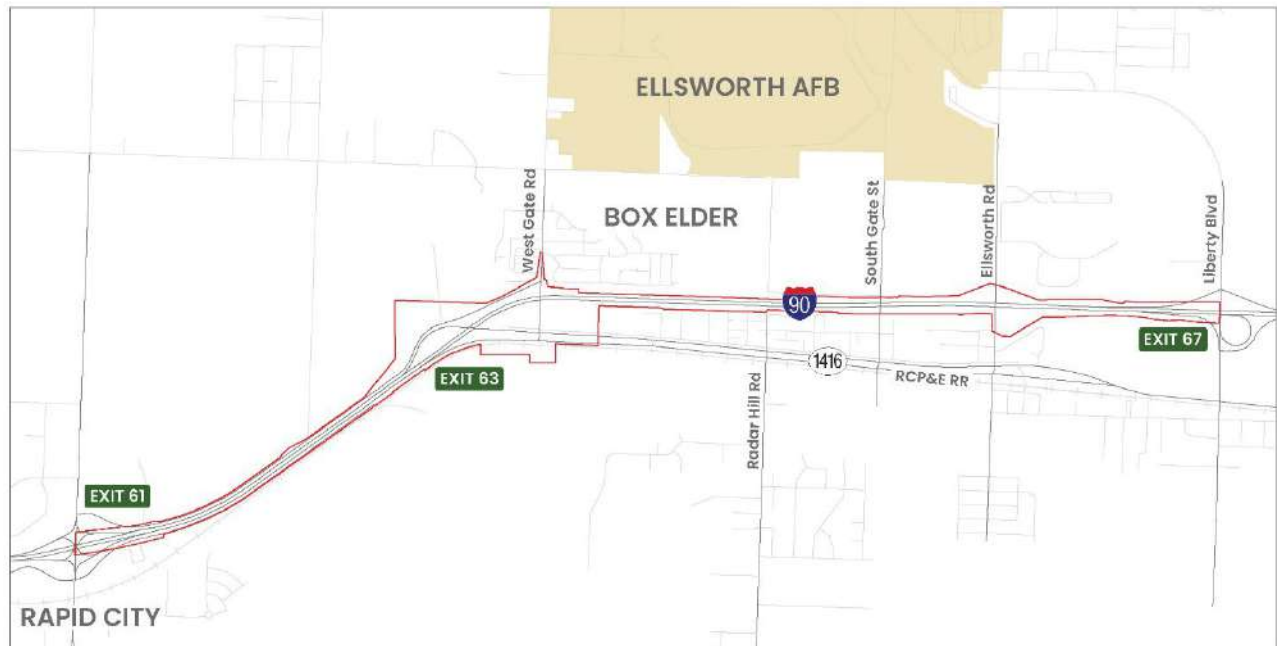 ELLSWORTH AFB
West Gate Rd
BOX ELDER
South Gate St
Ellsworth Rd
Liberty Blvd
90
EXIT 67
1416
EXIT 63
RCP&E RR
Radar Hill Rd
EXIT 61
RAPID CITY